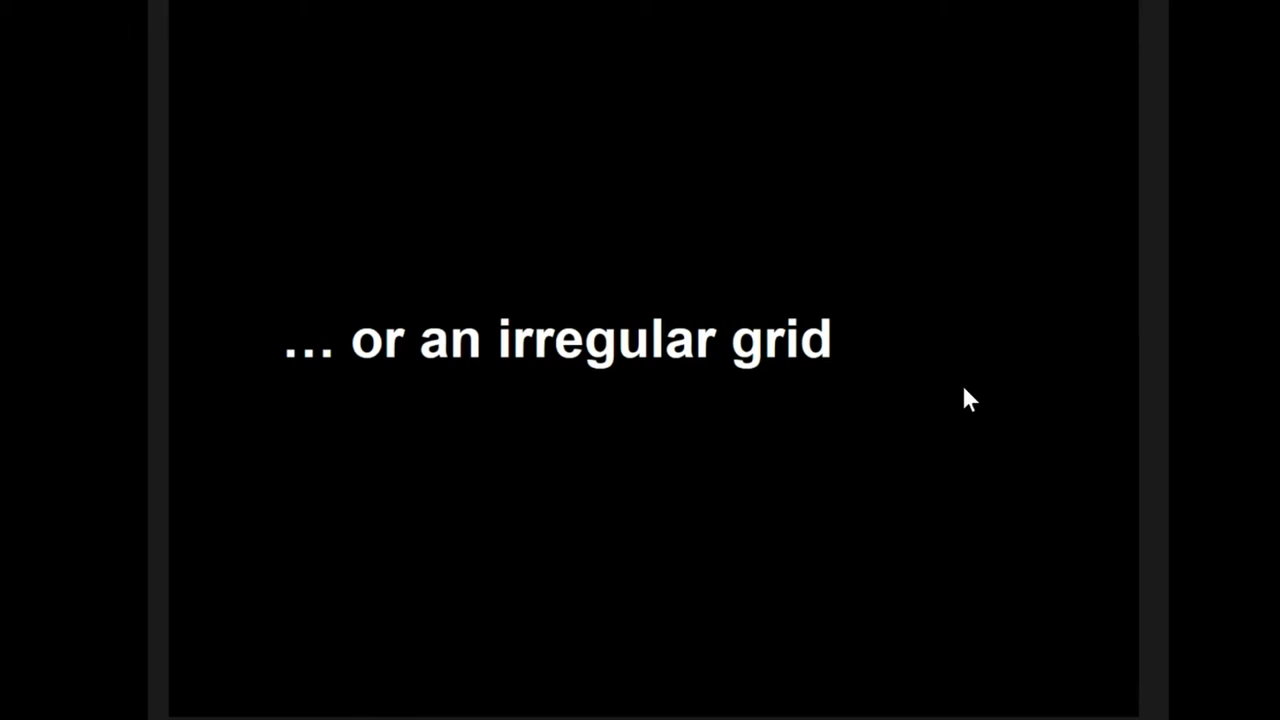 … or an irregular grid